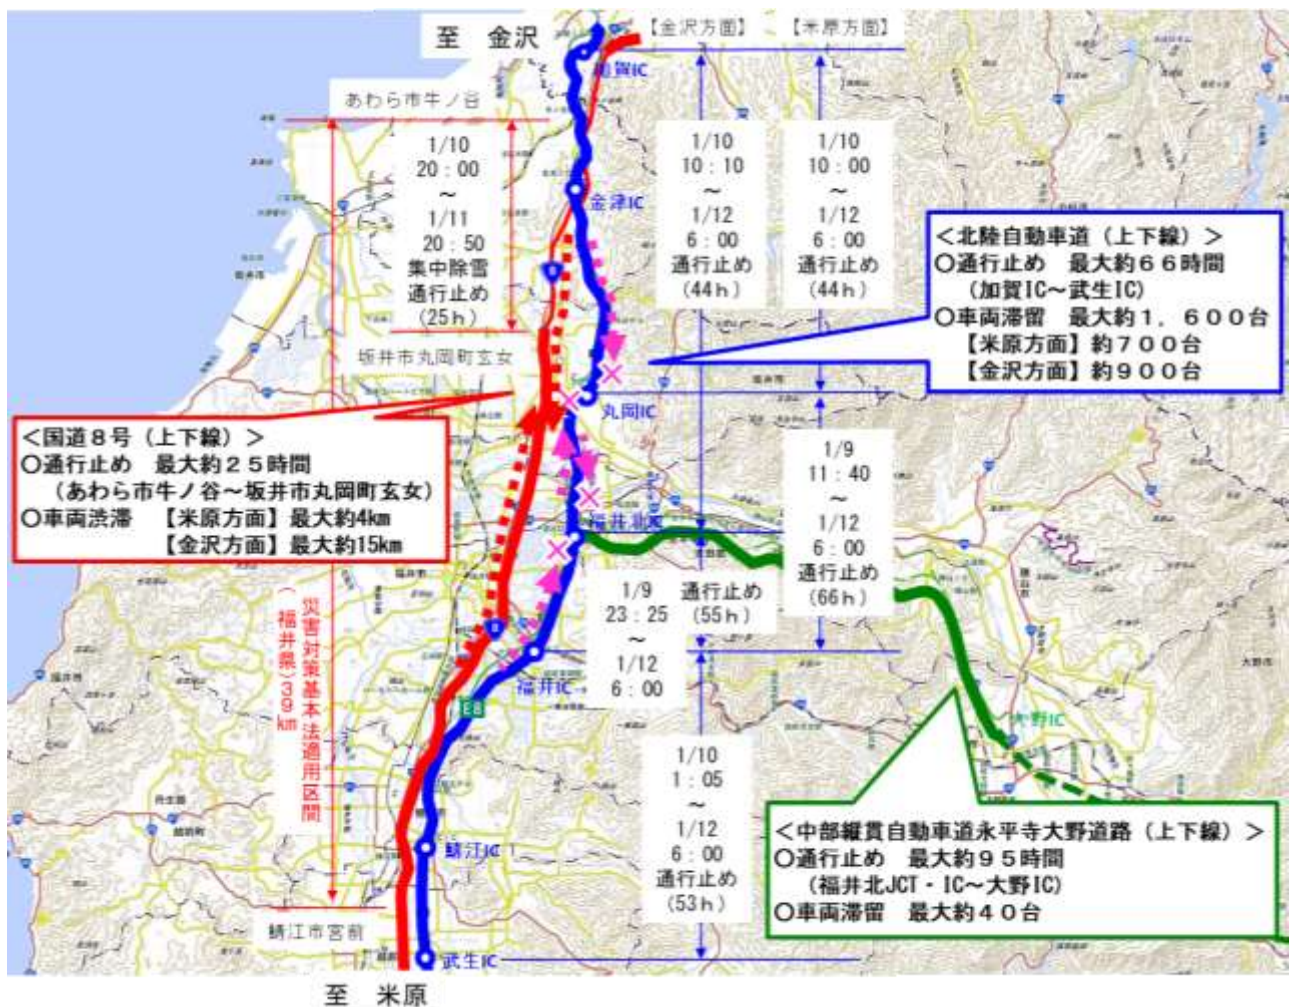 至 金沢
【金沢方面】
【米原方面】
加賀IC
あわら市牛ノ谷
1/10
20：00
～
1/11
20：50
集中除雪
通行止め
(25h)
1/10
10：10
～
1/12
6：00
通行止め
(44h)
1/10
10：00
～
1/12
6：00
通行止め
(44h)
金津IC
8
＜北陸自動車道（上下線）＞
○通行止め　最大約６６時間
（加賀IC～武生IC）
○車両滞留　最大約１，６００台
【米原方面】約７００台
【金沢方面】約９００台
坂井市丸岡町玄女
丸岡IC
＜国道８号（上下線）＞
○通行止め　最大約２５時間
（あわら市牛ノ谷～坂井市丸岡町玄女）
○車両渋滞　【米原方面】最大約4km
【金沢方面】最大約15km
1/9
11：40
～
1/12
6：00
通行止め
(66h)
福井北IC
福井市
1/9
23：25
～
1/12
6：00
通行止め
(55h)
8
福井IC
E8
災害対策基本法適用区間
（福井県）39km
大野市
大野IC
1/10
1：05
～
1/12
6：00
通行止め
(53h)
＜中部縦貫自動車道永平寺大野道路（上下線）＞
○通行止め　最大約９５時間
（福井北JCT・IC～大野IC）
○車両滞留　最大約４０台
鯖江IC
鯖江市宮前
武生IC
至 米原